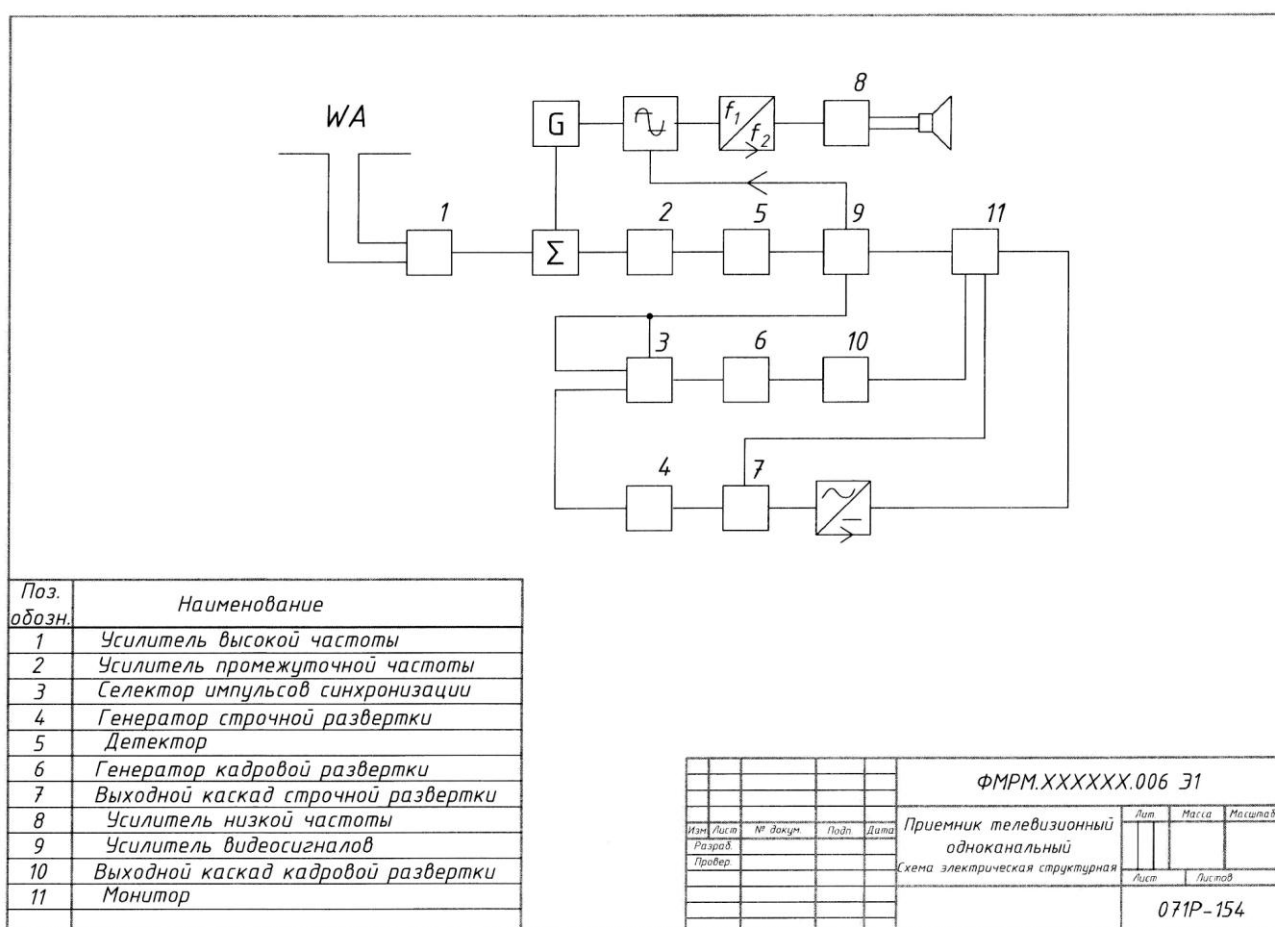 WA
G
f1
f2
8
1
Σ
2
5
9
11
3
6
10
4
7
Поз. обозн.
Наименование
1 Усилитель высокой частоты
2 Усилитель промежуточной частоты
3 Селектор импульсов синхронизации
4 Генератор строчной развертки
5 Детектор
6 Генератор кадровой развертки
7 Выходной каскад строчной развертки
8 Усилитель низкой частоты
9 Усилитель видеосигналов
10 Выходной каскад кадровой развертки
11 Монитор
ФМРМ.XXXXXX.006 Э1
Изм Лист № докум. Подп Дата
Разраб.
Провер.
Приемник телевизионный
одноканальный
Схема электрическая структурная
Лит Масса Масштаб
Лист Листов
071Р-154